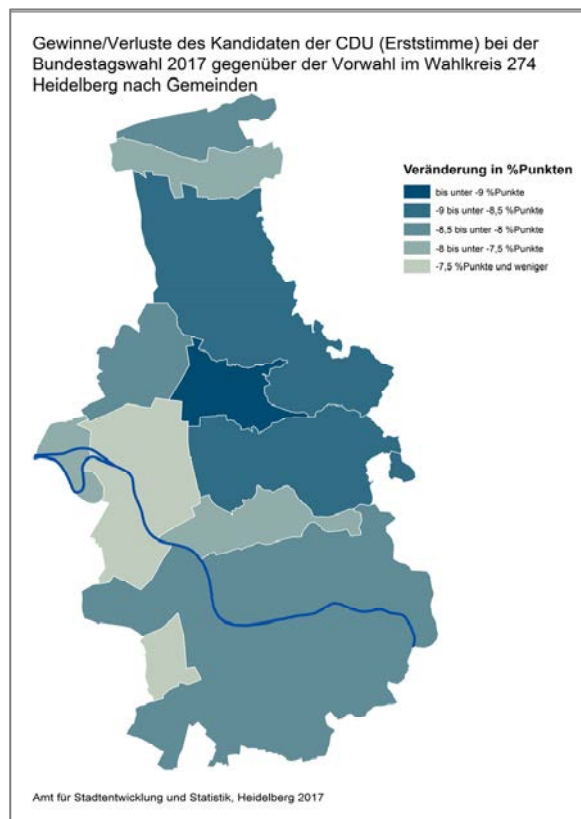 Gewinne/Verluste des Kandidaten der CDU (Erststimme) bei der
Bundestagswahl 2017 gegenüber der Vorwahl im Wahlkreis 274
Heidelberg nach Gemeinden
Veränderung in %Punkten
bis unter -9 %Punkte
-9 bis unter -8,5 %Punkte
-8,5 bis unter -8 %Punkte
-8 bis unter -7,5 %Punkte
-7,5 %Punkte und weniger
Amt für Stadtentwicklung und Statistik, Heidelberg 2017